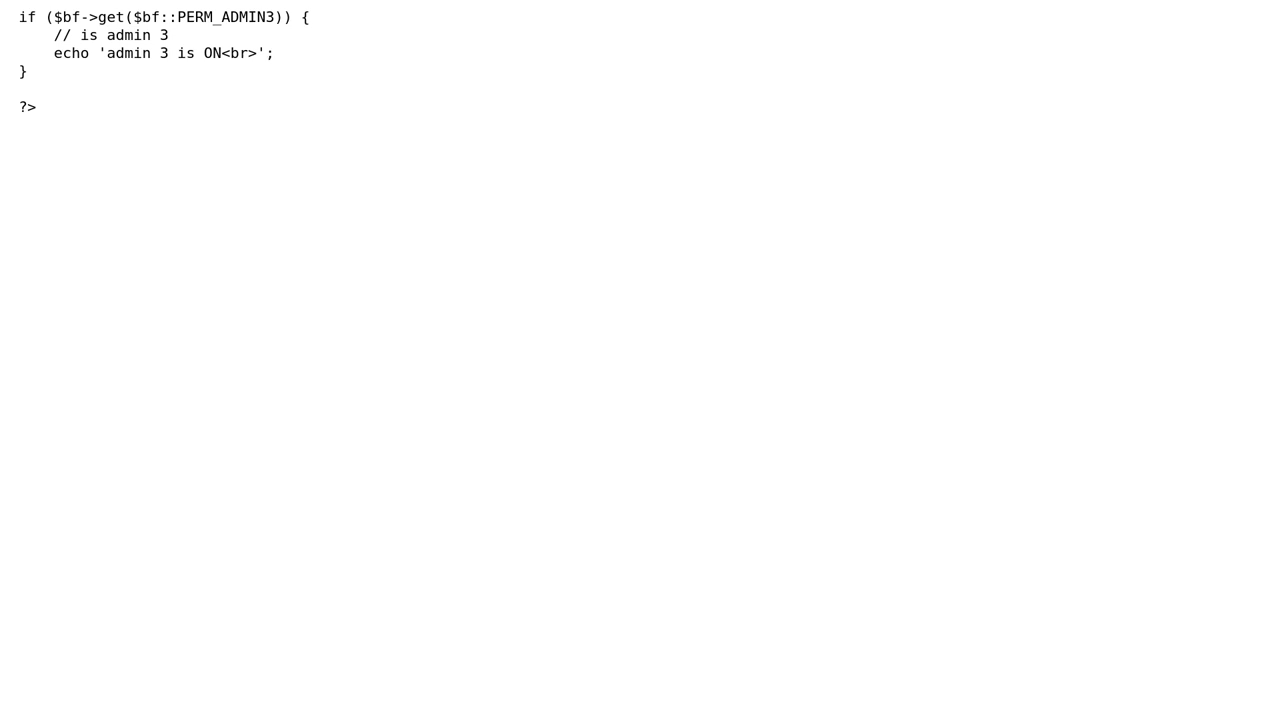 if ($bf->get($bf::PERM_ADMIN3)) {
    // is admin 3
    echo 'admin 3 is ON<br>';
}

?>